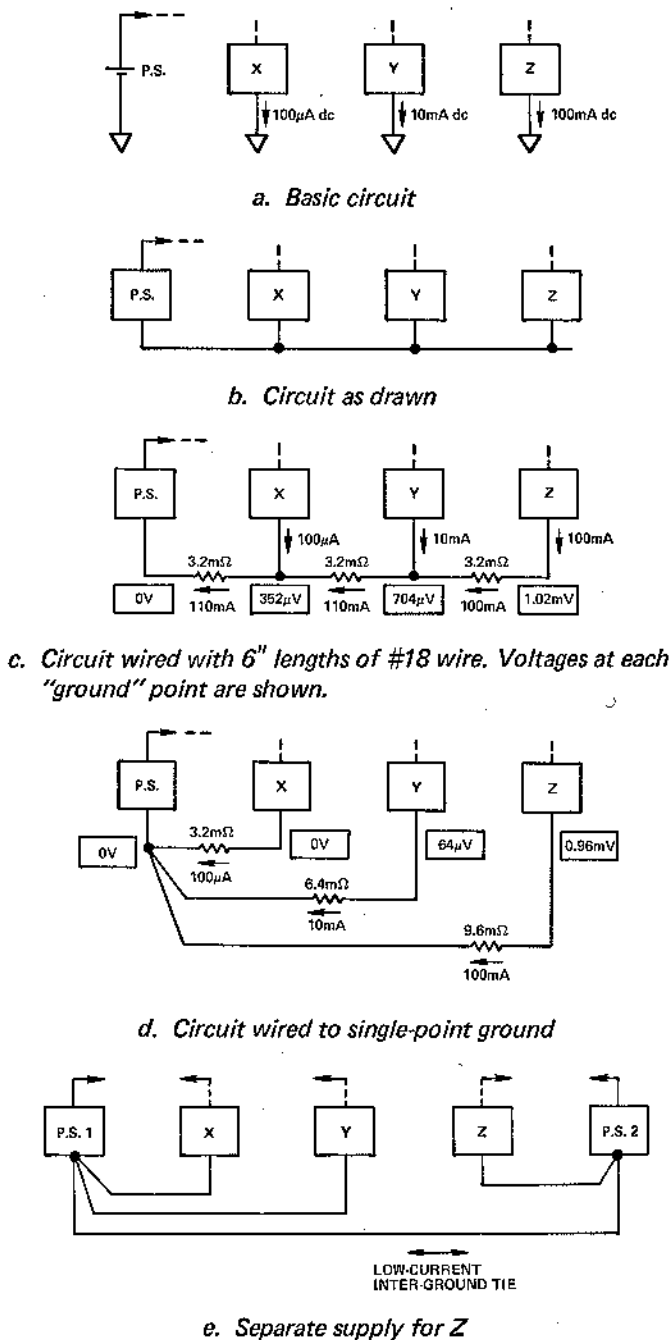 P.S.
X
Y
Z
100µA dc
10mA dc
100mA dc
a. Basic circuit
P.S.
X
Y
Z
b. Circuit as drawn
P.S.
X
Y
Z
100µA
10mA
100mA
3.2mΩ
3.2mΩ
3.2mΩ
0V
110mA
352µV
110mA
704µV
100mA
1.02mV
c. Circuit wired with 6" lengths of #18 wire. Voltages at each
"ground" point are shown.
P.S.
X
Y
Z
0V
3.2mΩ
0V
64µV
0.96mV
100µA
6.4mΩ
10mA
9.6mΩ
100mA
d. Circuit wired to single-point ground
P.S. 1
X
Y
Z
P.S. 2
LOW-CURRENT
INTER-GROUND TIE
e. Separate supply for Z